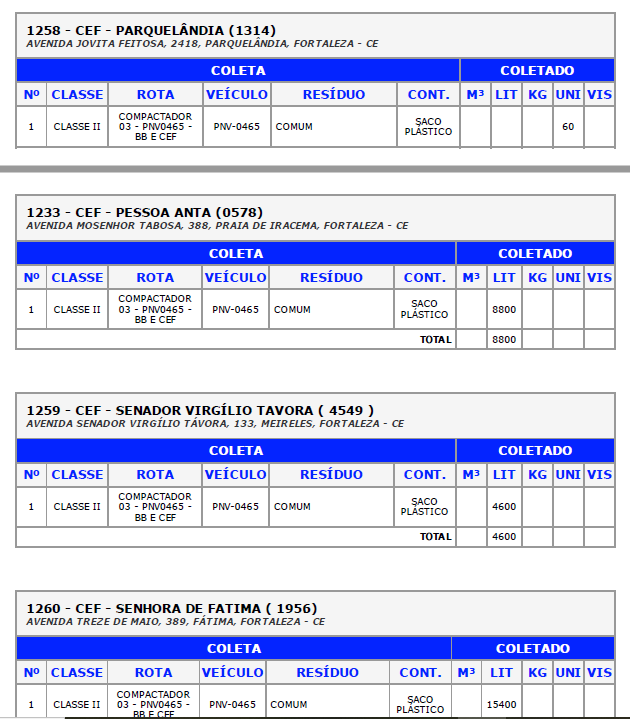 1258 - CEF - PARQUELÂNDIA (1314)
AVENIDA JOVITA FEITOSA, 2418, PARQUELÂNDIA, FORTALEZA - CE
COLETA COLETADO
Nº CLASSE ROTA VEÍCULO RESÍDUO CONT. M³ LIT KG UNI VIS
1 CLASSE II COMPACTADOR 03 - PNV0465 - BB E CEF PNV-0465 COMUM SACO PLÁSTICO 60
1233 - CEF - PESSOA ANTA (0578)
AVENIDA MOSENHOR TABOSA, 388, PRAIA DE IRACEMA, FORTALEZA - CE
COLETA COLETADO
Nº CLASSE ROTA VEÍCULO RESÍDUO CONT. M³ LIT KG UNI VIS
1 CLASSE II COMPACTADOR 03 - PNV0465 - BB E CEF PNV-0465 COMUM SACO PLÁSTICO 8800
TOTAL 8800
1259 - CEF - SENADOR VIRGÍLIO TAVORA ( 4549 )
AVENIDA SENADOR VIRGÍLIO TÁVORA, 133, MEIRELES, FORTALEZA - CE
COLETA COLETADO
Nº CLASSE ROTA VEÍCULO RESÍDUO CONT. M³ LIT KG UNI VIS
1 CLASSE II COMPACTADOR 03 - PNV0465 - BB E CEF PNV-0465 COMUM SACO PLÁSTICO 4600
TOTAL 4600
1260 - CEF - SENHORA DE FATIMA ( 1956)
AVENIDA TREZE DE MAIO, 389, FÁTIMA, FORTALEZA - CE
COLETA COLETADO
Nº CLASSE ROTA VEÍCULO RESÍDUO CONT. M³ LIT KG UNI VIS
1 CLASSE II COMPACTADOR 03 - PNV0465 - BB E CEF PNV-0465 COMUM SACO PLÁSTICO 15400